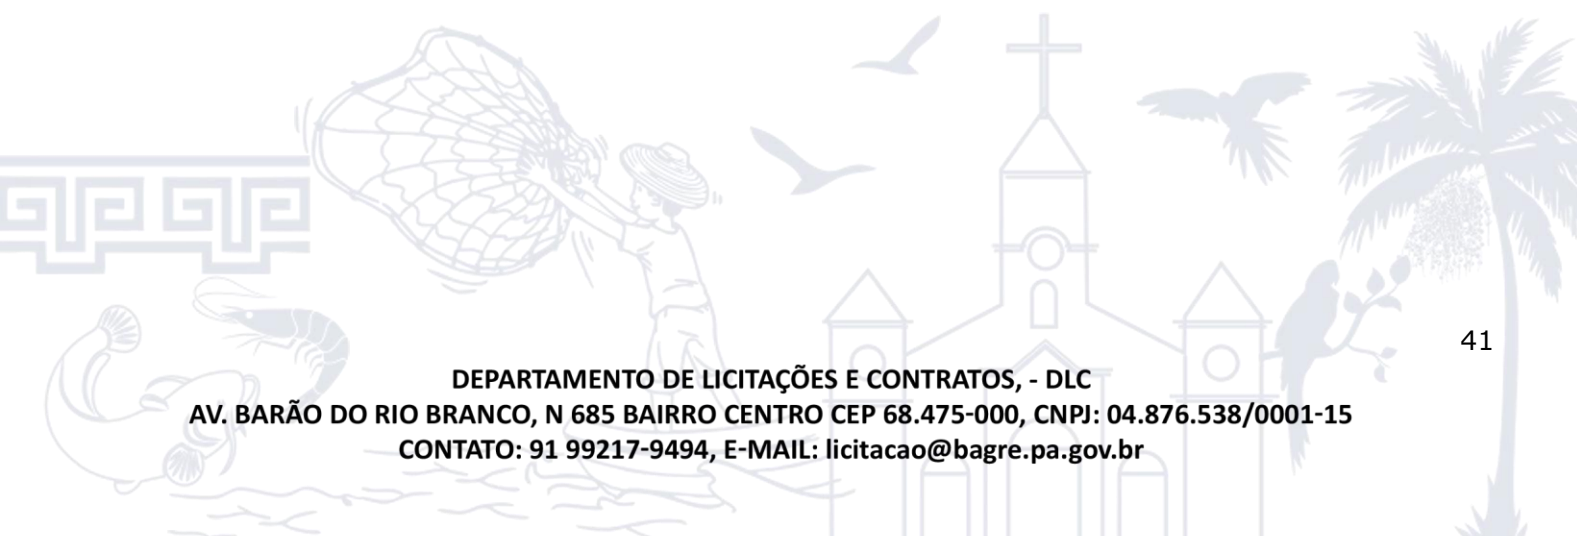 41
DEPARTAMENTO DE LICITAÇÕES E CONTRATOS, - DLC
AV. BARÃO DO RIO BRANCO, N 685 BAIRRO CENTRO CEP 68.475-000, CNPJ: 04.876.538/0001-15
CONTATO: 91 99217-9494, E-MAIL: licitacao@bagre.pa.gov.br